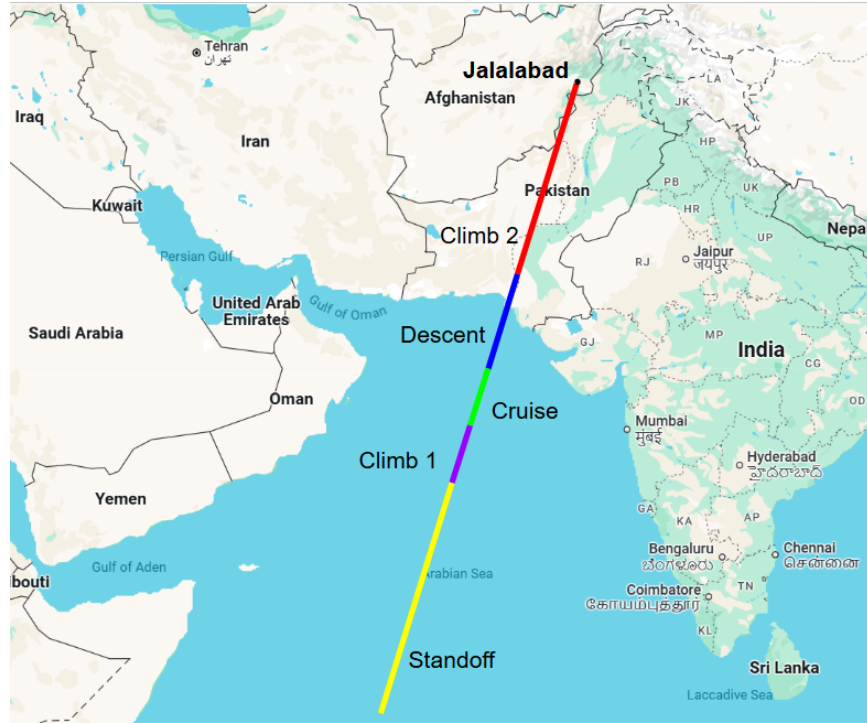 Tehran
تهران
Jalalabad
Afghanistan
LA
JK
Iraq
Iran
HP
PB
UK
Pakistan
HR
Kuwait
Nepa
Climb 2
UP
Persian Gulf
Jaipur
जयपुर
RJ
United Arab
Emirates
Gulf of Oman
Saudi Arabia
Descent
GJ
MP
India
CG
Oman
OD
Cruise
Mumbai
मुंबई
Climb 1
Hyderabad
హైదరాబాద్
Yemen
GA
KA
AP
Gulf of Aden
Bengaluru
ಬೆಂಗಳೂರು
Chennai
சென்னை
ibouti
Arabian Sea
Coimbatore
கோயம்புத்தூர்
TN
KL
Standoff
Sri Lanka
Laccadive Sea